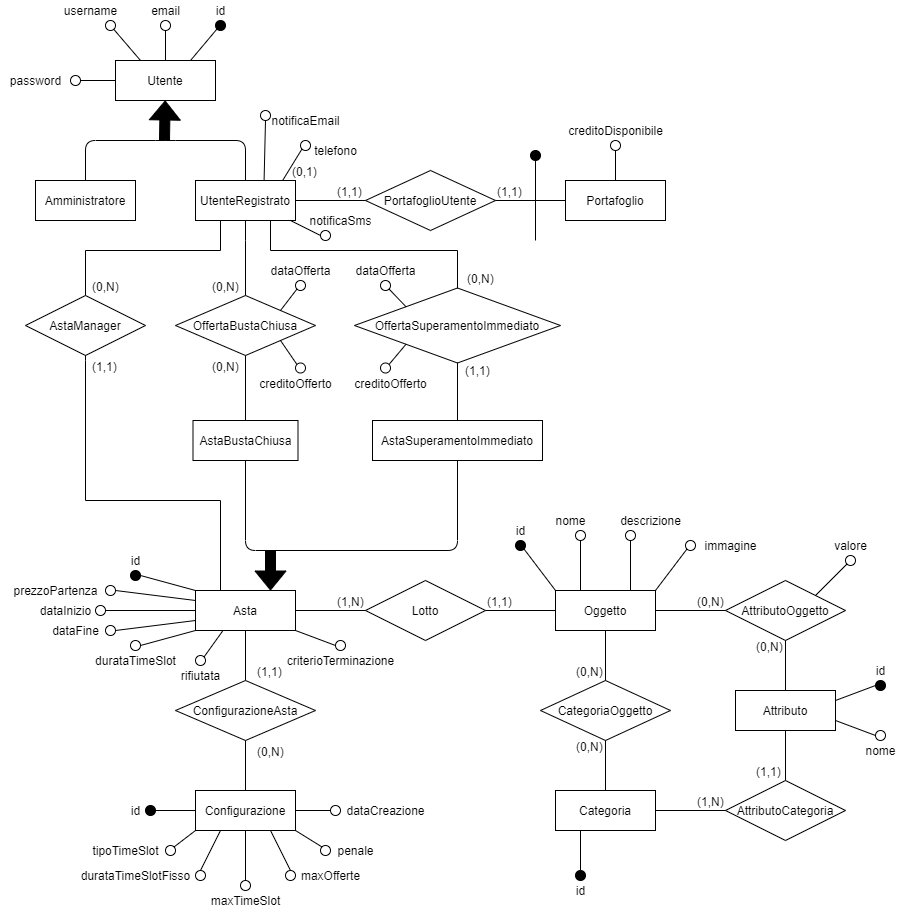 username
email
id
password
Utente
notificaEmail
telefono
(0,1)
creditoDisponibile
Amministratore
UtenteRegistrato
(1,1)
PortafoglioUtente
(1,1)
Portafoglio
notificaSms
dataOfferta
dataOfferta
(0,N)
(0,N)
(0,N)
AstaManager
OffertaBustaChiusa
OffertaSuperamentoImmediato
(1,1)
(0,N)
(1,1)
creditoOfferto
creditoOfferto
AstaBustaChiusa
AstaSuperamentoImmediato
id
nome
descrizione
immagine
valore
id
prezzoPartenza
dataInizio
dataFine
durataTimeSlot
rifiutata
criterioTerminazione
Asta
(1,N)
Lotto
(1,1)
Oggetto
(0,N)
AttributoOggetto
(0,N)
(1,1)
ConfigurazioneAsta
(0,N)
(0,N)
CategoriaOggetto
(0,N)
id
Attributo
nome
(1,1)
id
Configurazione
dataCreazione
tipoTimeSlot
penale
durataTimeSlotFisso
maxOfferte
maxTimeSlot
Categoria
(1,N)
AttributoCategoria
id